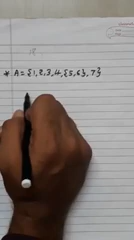 * A = {1, 2, 3, 4, {5, 6}, 7}